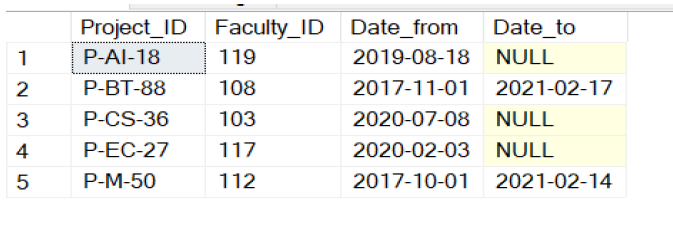 Project_ID Faculty_ID Date_from Date_to
1 P-AI-18 119 2019-08-18 NULL
2 P-BT-88 108 2017-11-01 2021-02-17
3 P-CS-36 103 2020-07-08 NULL
4 P-EC-27 117 2020-02-03 NULL
5 P-M-50 112 2017-10-01 2021-02-14